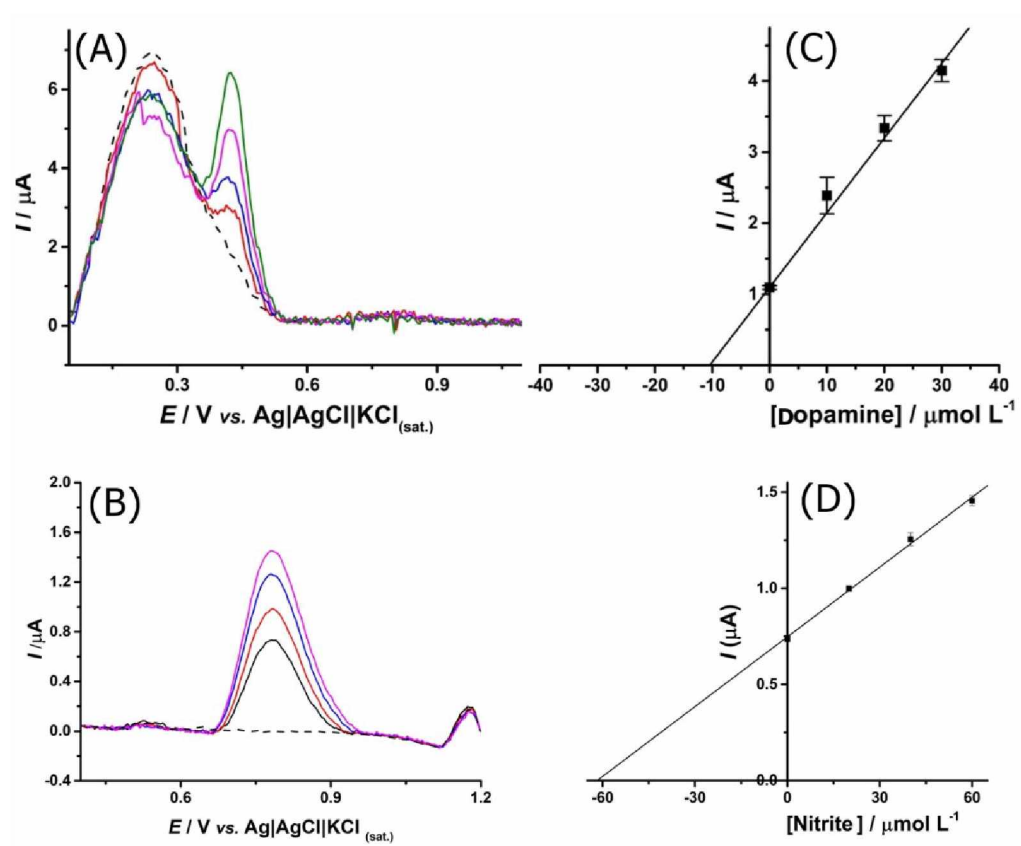 (A)
6
4
2
0
I / μA
0.3 0.6 0.9
E / V vs. Ag|AgCl|KCl(sat.)
(C)
4
3
2
1
I / μA
-40 -30 -20 -10 0 10 20 30 40
[Dopamine] / μmol L-1
(B)
2.0
1.6
1.2
0.8
0.4
0.0
-0.4
I /μA
0.6 0.9 1.2
E / V vs. Ag|AgCl|KCl (sat.)
(D)
1.5
1.0
0.5
0.0
I (μA)
-60 -30 0 30 60
[Nitrite] / μmol L-1